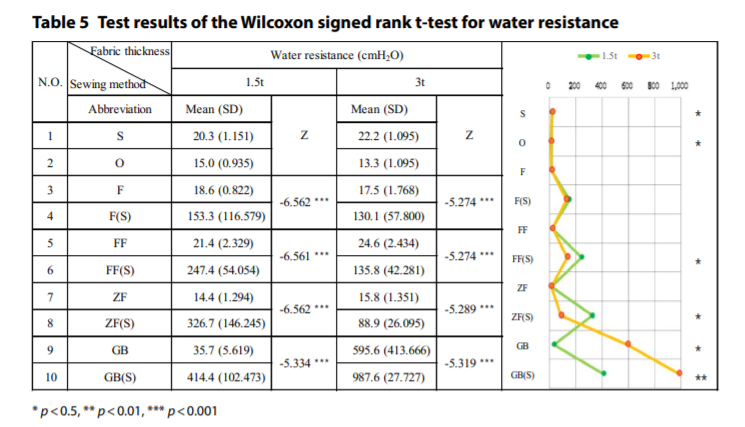 Table 5 Test results of the Wilcoxon signed rank t-test for water resistance
Fabric thickness
Water resistance (cmH₂O)
N.O. Sewing method
1.5t 3t
Abbreviation Mean (SD) Z Mean (SD) Z
1 S 20.3 (1.151) 22.2 (1.095)
2 O 15.0 (0.935) 13.3 (1.095)
3 F 18.6 (0.822) -6.562 *** 17.5 (1.768) -5.274 ***
4 F(S) 153.3 (116.579) 130.1 (57.800)
5 FF 21.4 (2.329) -6.561 *** 24.6 (2.434) -5.274 ***
6 FF(S) 247.4 (54.054) 135.8 (42.281)
7 ZF 14.4 (1.294) -6.562 *** 15.8 (1.351) -5.289 ***
8 ZF(S) 326.7 (146.245) 88.9 (26.095)
9 GB 35.7 (5.619) -5.334 *** 595.6 (413.666) -5.319 ***
10 GB(S) 414.4 (102.473) 987.6 (27.727)
1.5t 3t
0 200 400 600 800 1,000
S *
O *
F
F(S)
FF
FF(S) *
ZF
ZF(S) *
GB *
GB(S) **
* p<0.5, ** p<0.01, *** p<0.001